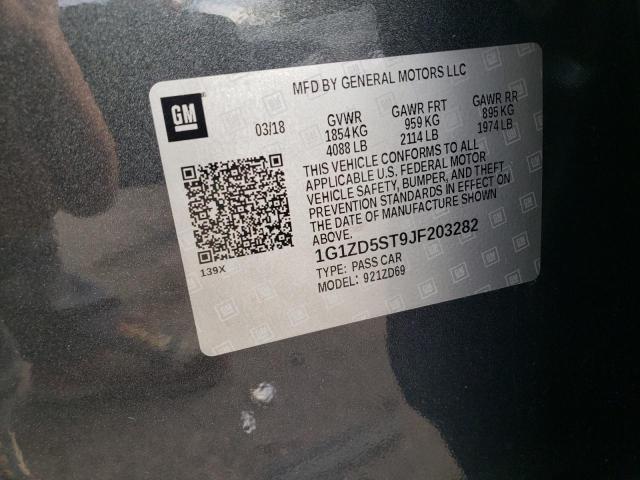 MFD BY GENERAL MOTORS LLC
GM
03/18
GVWR GAWR FRT GAWR RR
1854 KG 959 KG 895 KG
4088 LB 2114 LB 1974 LB
THIS VEHICLE CONFORMS TO ALL
APPLICABLE U.S. FEDERAL MOTOR
VEHICLE SAFETY, BUMPER, AND THEFT
PREVENTION STANDARDS IN EFFECT ON
THE DATE OF MANUFACTURE SHOWN
ABOVE.
1G1ZD5ST9JF203282
TYPE: PASS CAR
MODEL: 921ZD69
139X